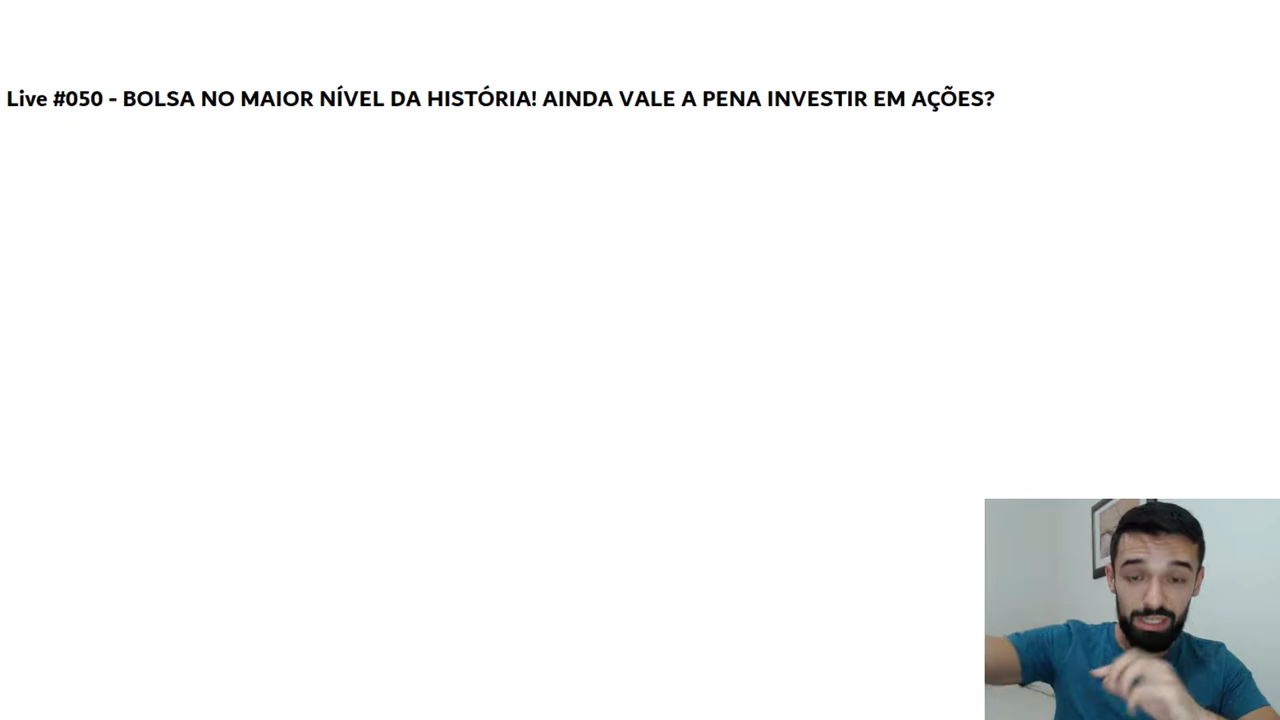 Live #050 - BOLSA NO MAIOR NÍVEL DA HISTÓRIA! AINDA VALE A PENA INVESTIR EM AÇÕES?